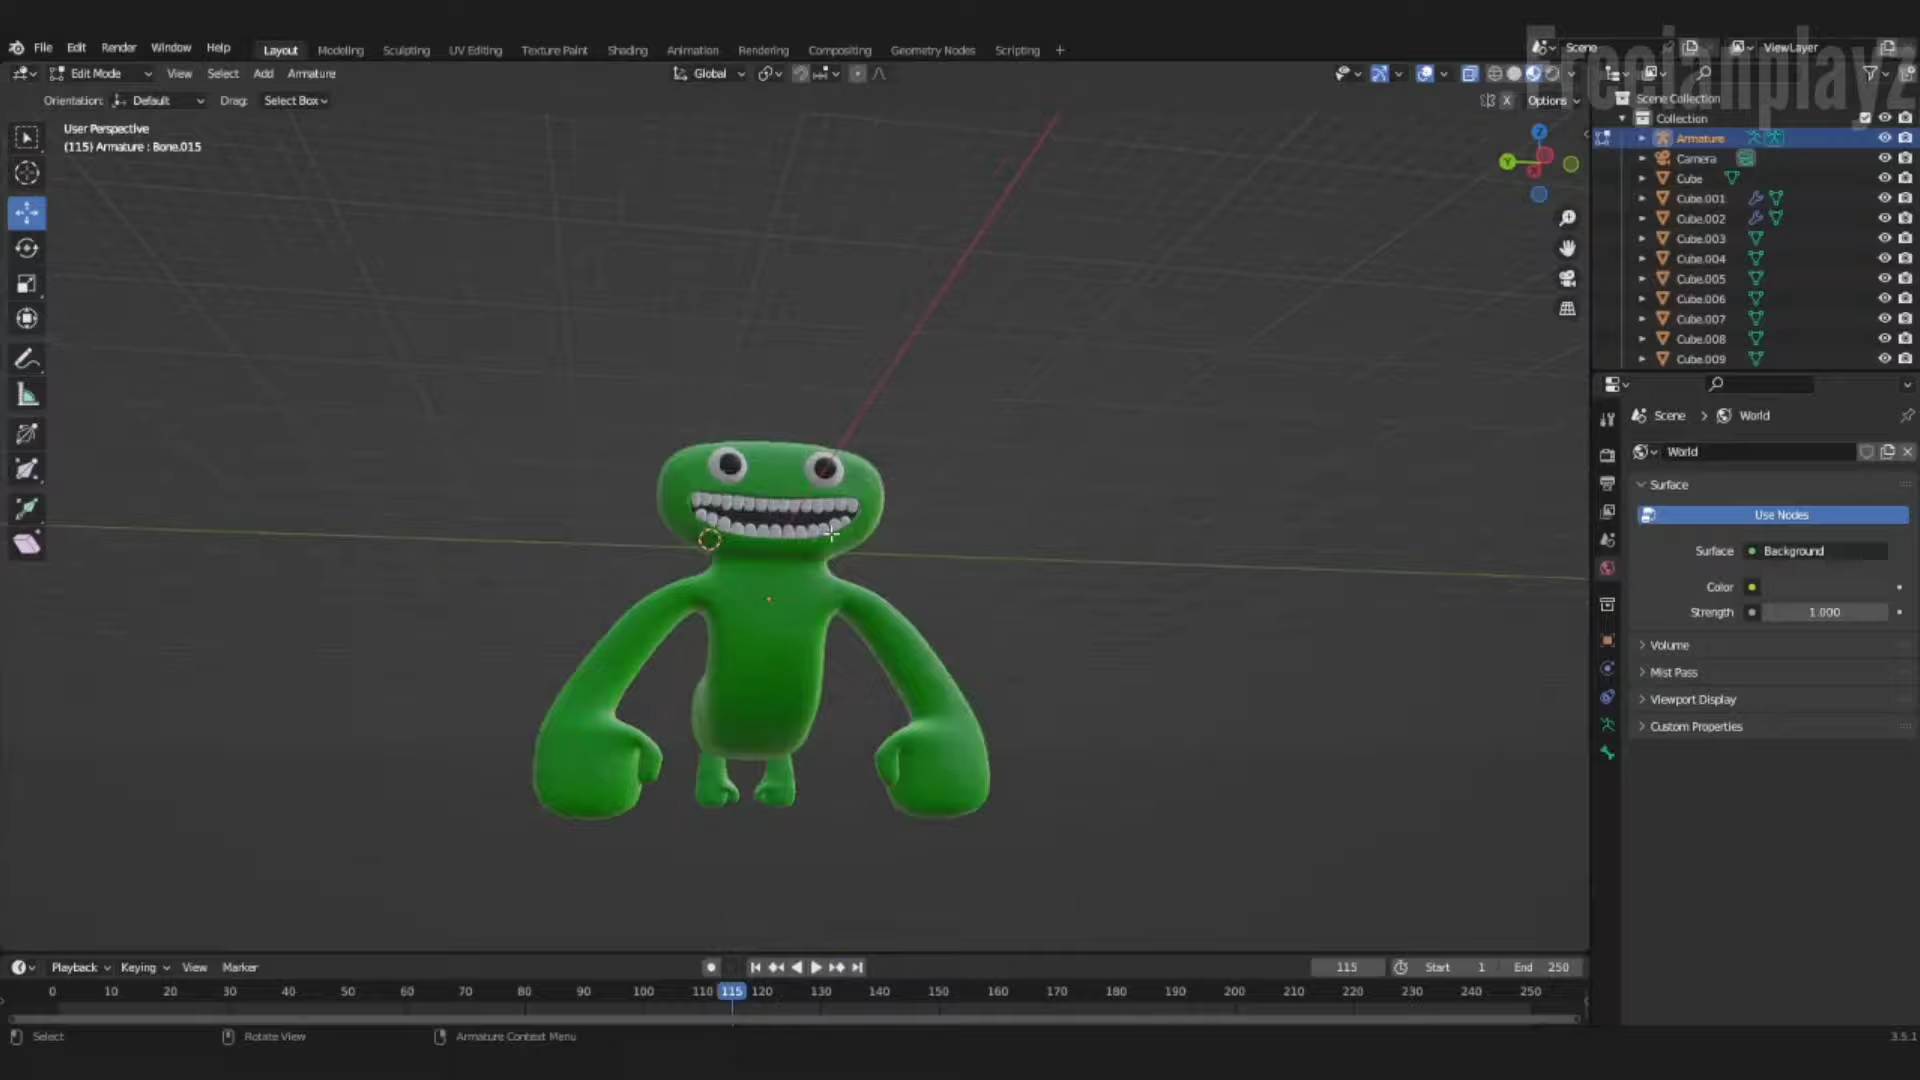 File Edit Render Window Help Layout Modeling Sculpting UV Editing Texture Paint Shading Animation Rendering Compositing Geometry Nodes Scripting + Scene ViewLayer
Freeianplayz
Edit Mode View Select Add Armature Global
Orientation: Default Drag: Select Box X Options
User Perspective
(115) Armature : Bone.015
Z
Y
X
Scene Collection
Collection
Armature
Camera
Cube
Cube.001
Cube.002
Cube.003
Cube.004
Cube.005
Cube.006
Cube.007
Cube.008
Cube.009
Scene > World
World
Surface
Use Nodes
Surface Background
Color
Strength 1.000
Volume
Mist Pass
Viewport Display
Custom Properties
Playback Keying View Marker 115 Start 1 End 250
0 10 20 30 40 50 60 70 80 90 100 110 115 120 130 140 150 160 170 180 190 200 210 220 230 240 250
Select Rotate View Armature Context Menu 3.5.1